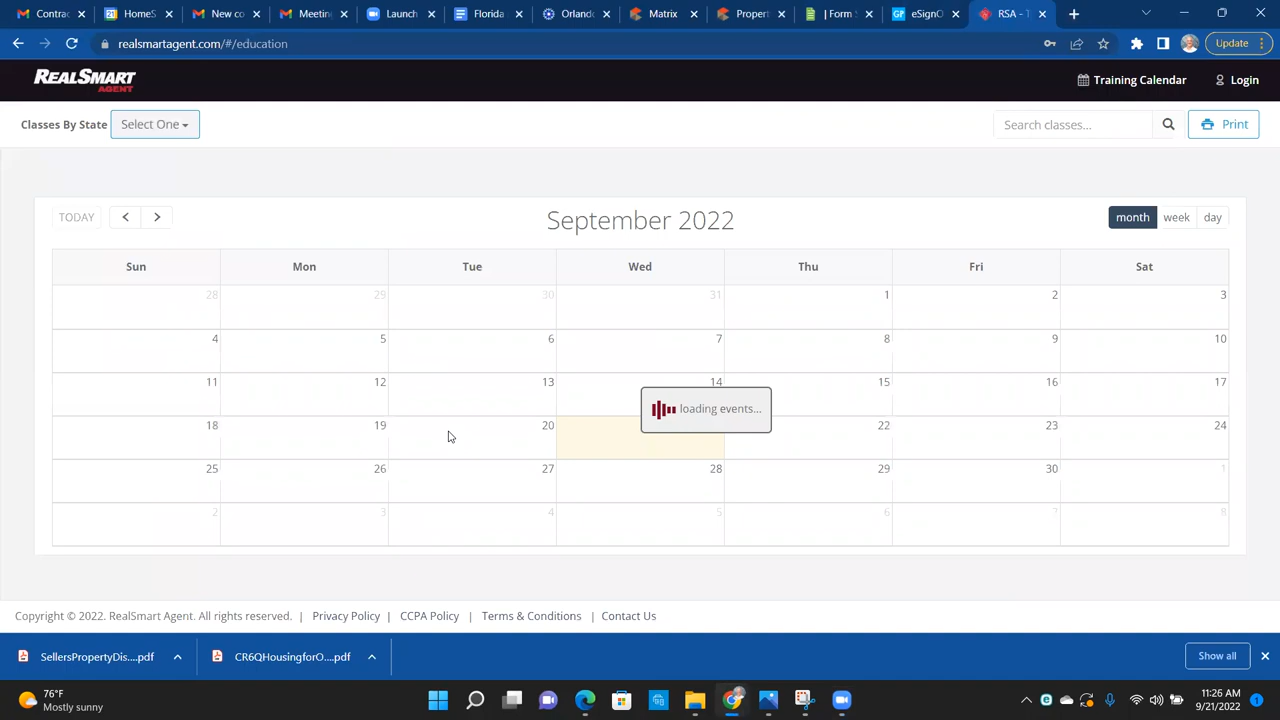 Contrac
HomeS
New co
Meetin
Launch
Florida
Orland
Matrix
Propert
| Form S
eSignO
RSA - T
realsmartagent.com/#/education
Update
REALSMART
AGENT
Training Calendar
Login
Classes By State
Select One
Search classes...
Print
TODAY
September 2022
month
week
day
Sun Mon Tue Wed Thu Fri Sat
28 29 30 31 1 2 3
4 5 6 7 8 9 10
11 12 13 14 15 16 17
loading events...
18 19 20 22 23 24
25 26 27 28 29 30 1
2 3 4 5 6 7 8
Copyright © 2022. RealSmart Agent. All rights reserved. | Privacy Policy | CCPA Policy | Terms & Conditions | Contact Us
SellersPropertyDis....pdf
CR6QHousingforO....pdf
Show all
76°F
Mostly sunny
11:26 AM
9/21/2022